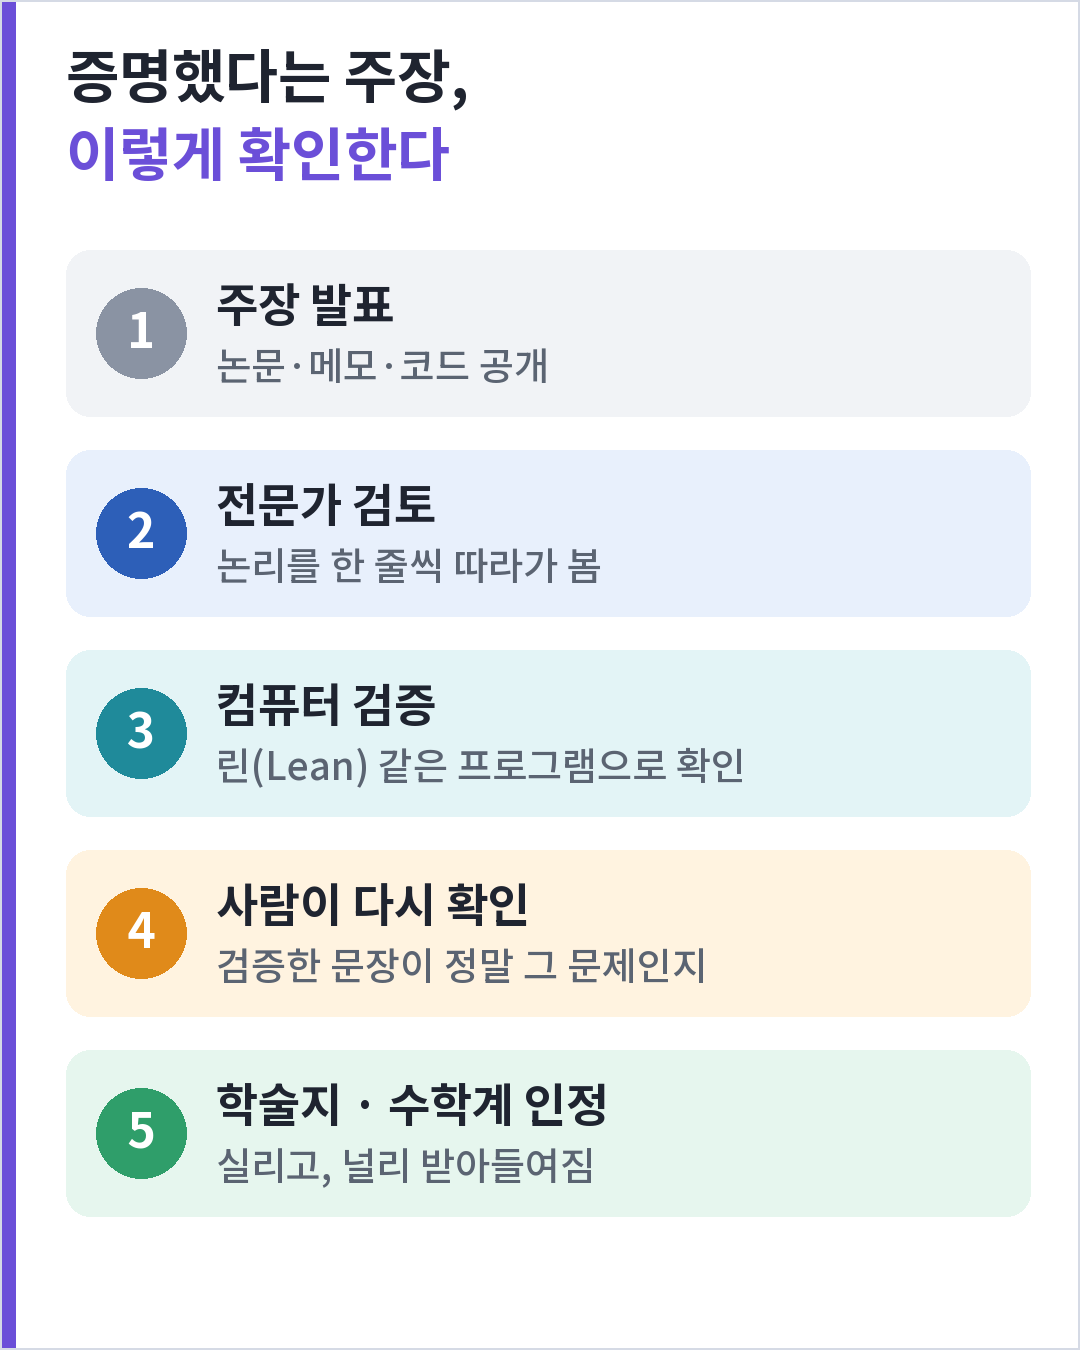 증명했다는 주장,
이렇게 확인한다
1
주장 발표
논문·메모·코드 공개
2
전문가 검토
논리를 한 줄씩 따라가 봄
3
컴퓨터 검증
린(Lean) 같은 프로그램으로 확인
4
사람이 다시 확인
검증한 문장이 정말 그 문제인지
5
학술지 · 수학계 인정
실리고, 널리 받아들여짐